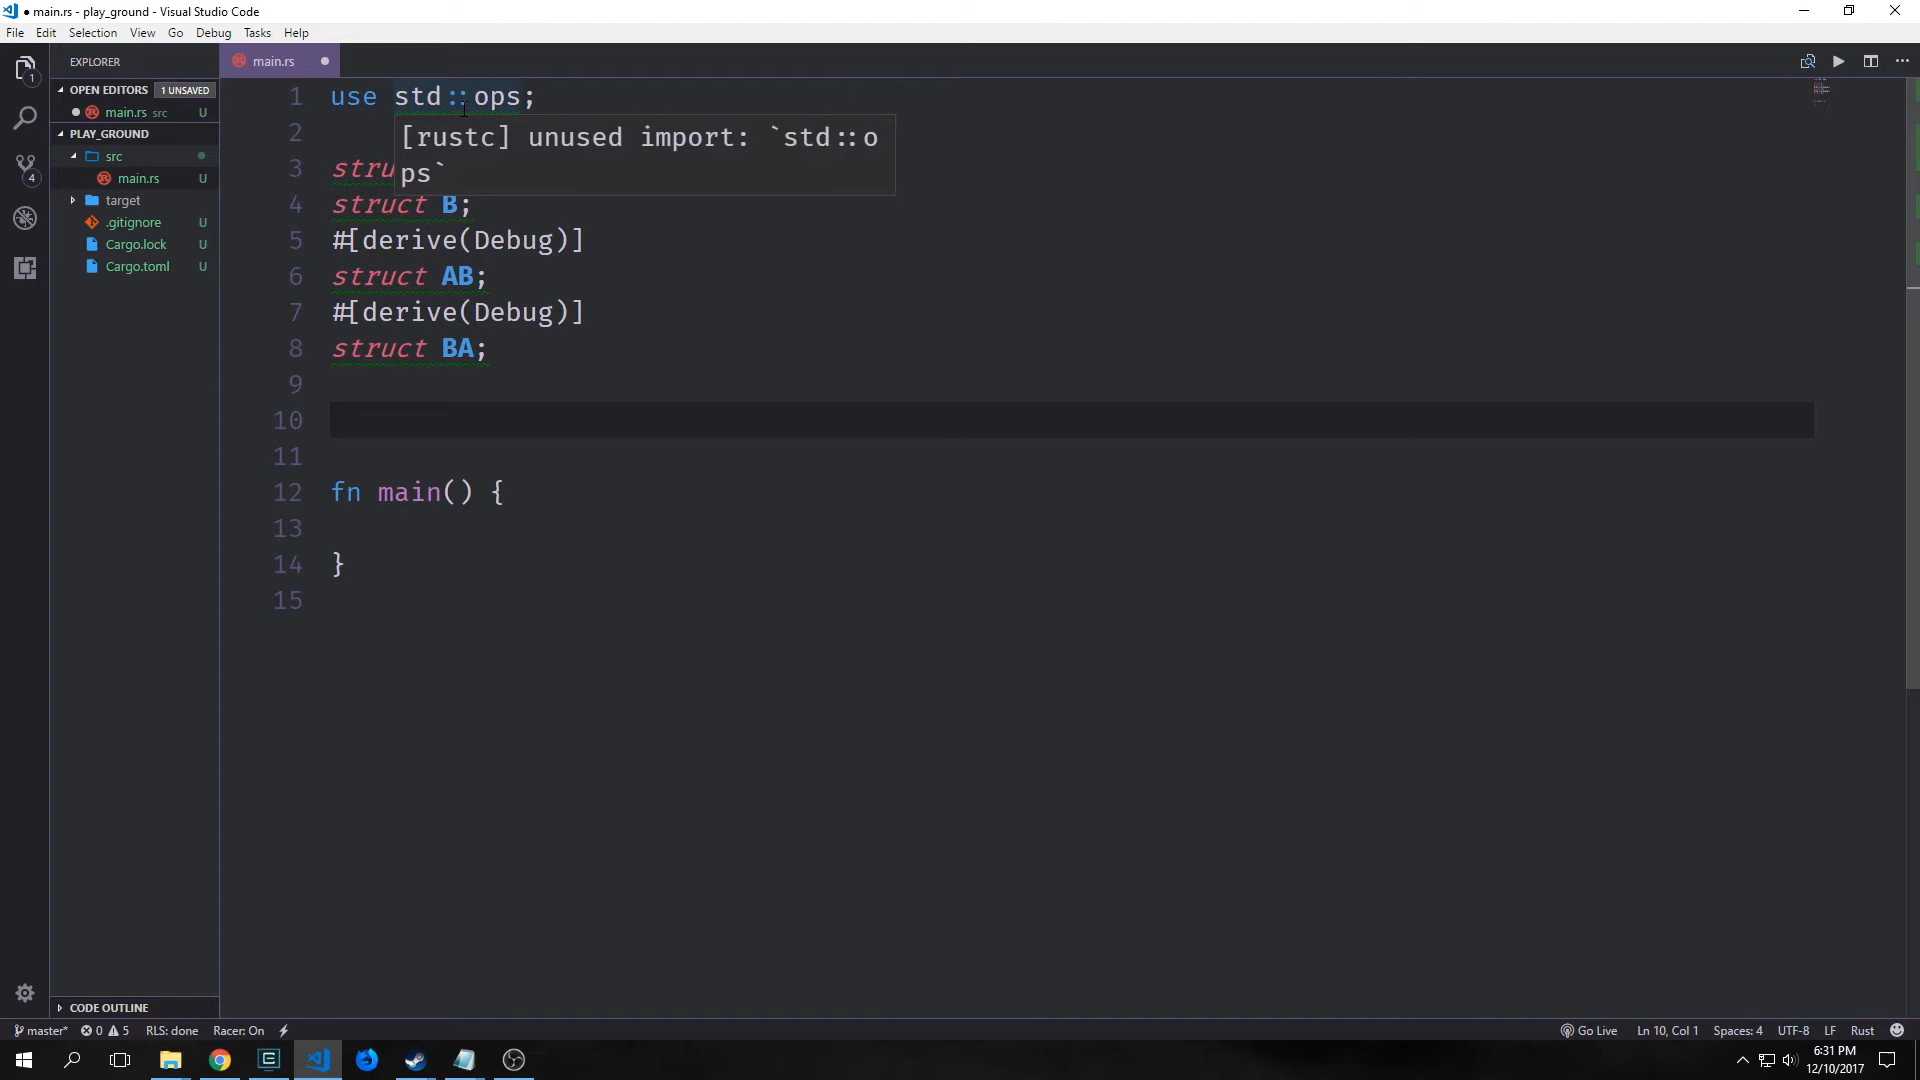 main.rs - play_ground - Visual Studio Code
File Edit Selection View Go Debug Tasks Help
EXPLORER
OPEN EDITORS 1 UNSAVED
main.rs src U
PLAY_GROUND
src
main.rs U
target
.gitignore U
Cargo.lock U
Cargo.toml U
CODE OUTLINE
1
4
main.rs
1 use std::ops;
2
[rustc] unused import: `std::o
ps`
3 stru
4 struct B;
5 #[derive(Debug)]
6 struct AB;
7 #[derive(Debug)]
8 struct BA;
9
10
11
12 fn main() {
13
14 }
15
master* 0 5 RLS: done Racer: On Go Live Ln 10, Col 1 Spaces: 4 UTF-8 LF Rust
6:31 PM
12/10/2017